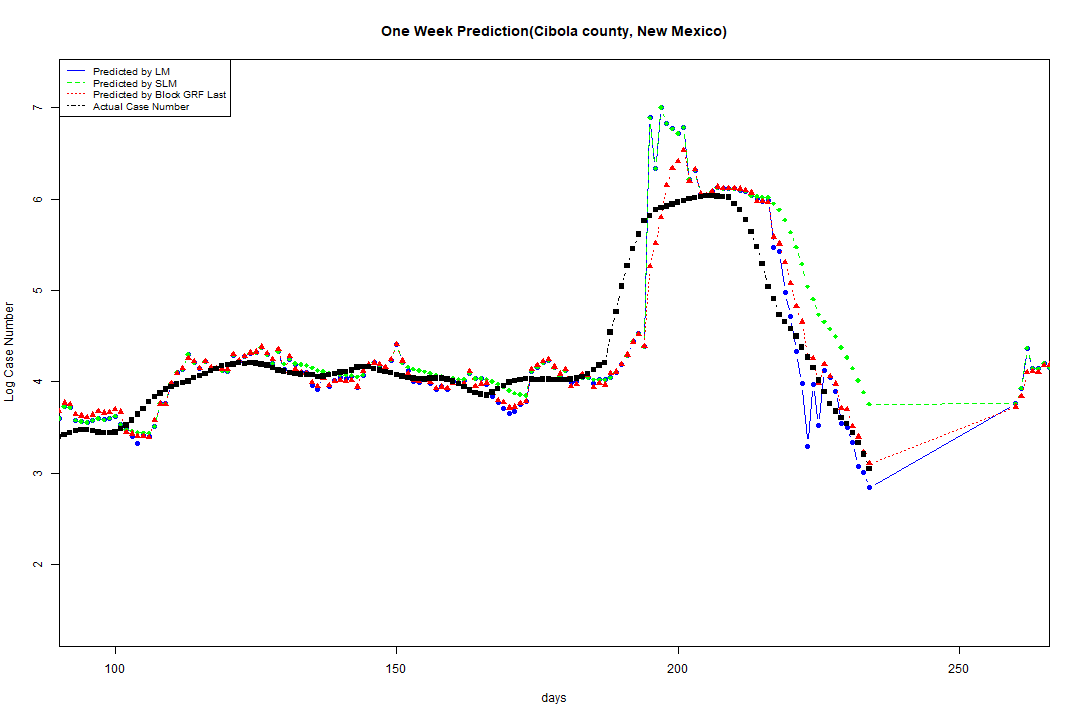 One Week Prediction(Cibola county, New Mexico)
Predicted by LM
Predicted by SLM
Predicted by Block GRF Last
Actual Case Number
7
6
5
4
3
2
Log Case Number
100 150 200 250
days